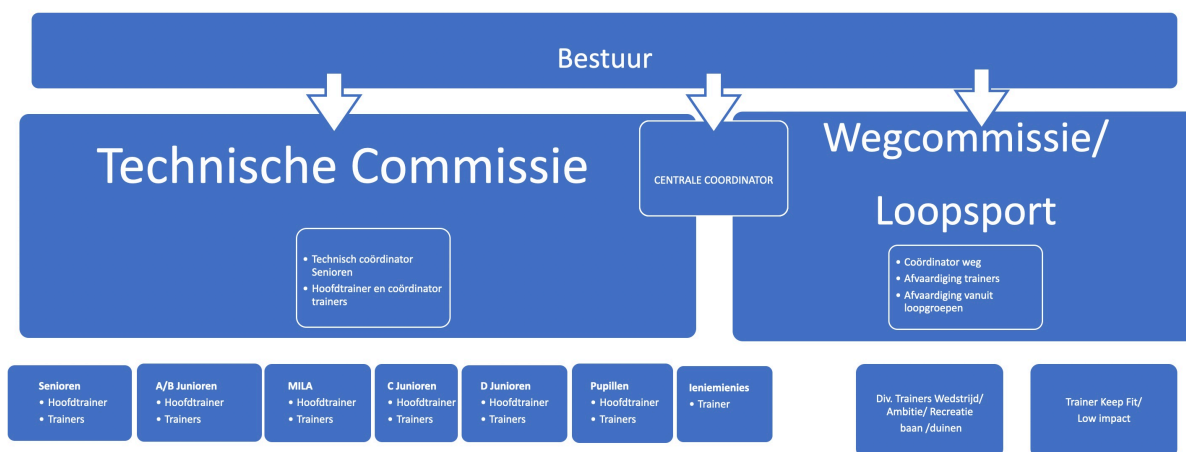 Bestuur
Technische Commissie
CENTRALE COORDINATOR
Wegcommissie/
Loopsport
• Technisch coördinator
Senioren
• Hoofdtrainer en coördinator
trainers
• Coördinator weg
• Afvaardiging trainers
• Afvaardiging vanuit
loopgroepen
Senioren
• Hoofdtrainer
• Trainers
A/B Junioren
• Hoofdtrainer
• Trainers
MILA
• Hoofdtrainer
• Trainers
C Junioren
• Hoofdtrainer
• Trainers
D Junioren
• Hoofdtrainer
• Trainers
Pupillen
• Hoofdtrainer
• Trainers
Ieniemienies
• Trainer
Div. Trainers Wedstrijd/
Ambitie/ Recreatie
baan /duinen
Trainer Keep Fit/
Low impact